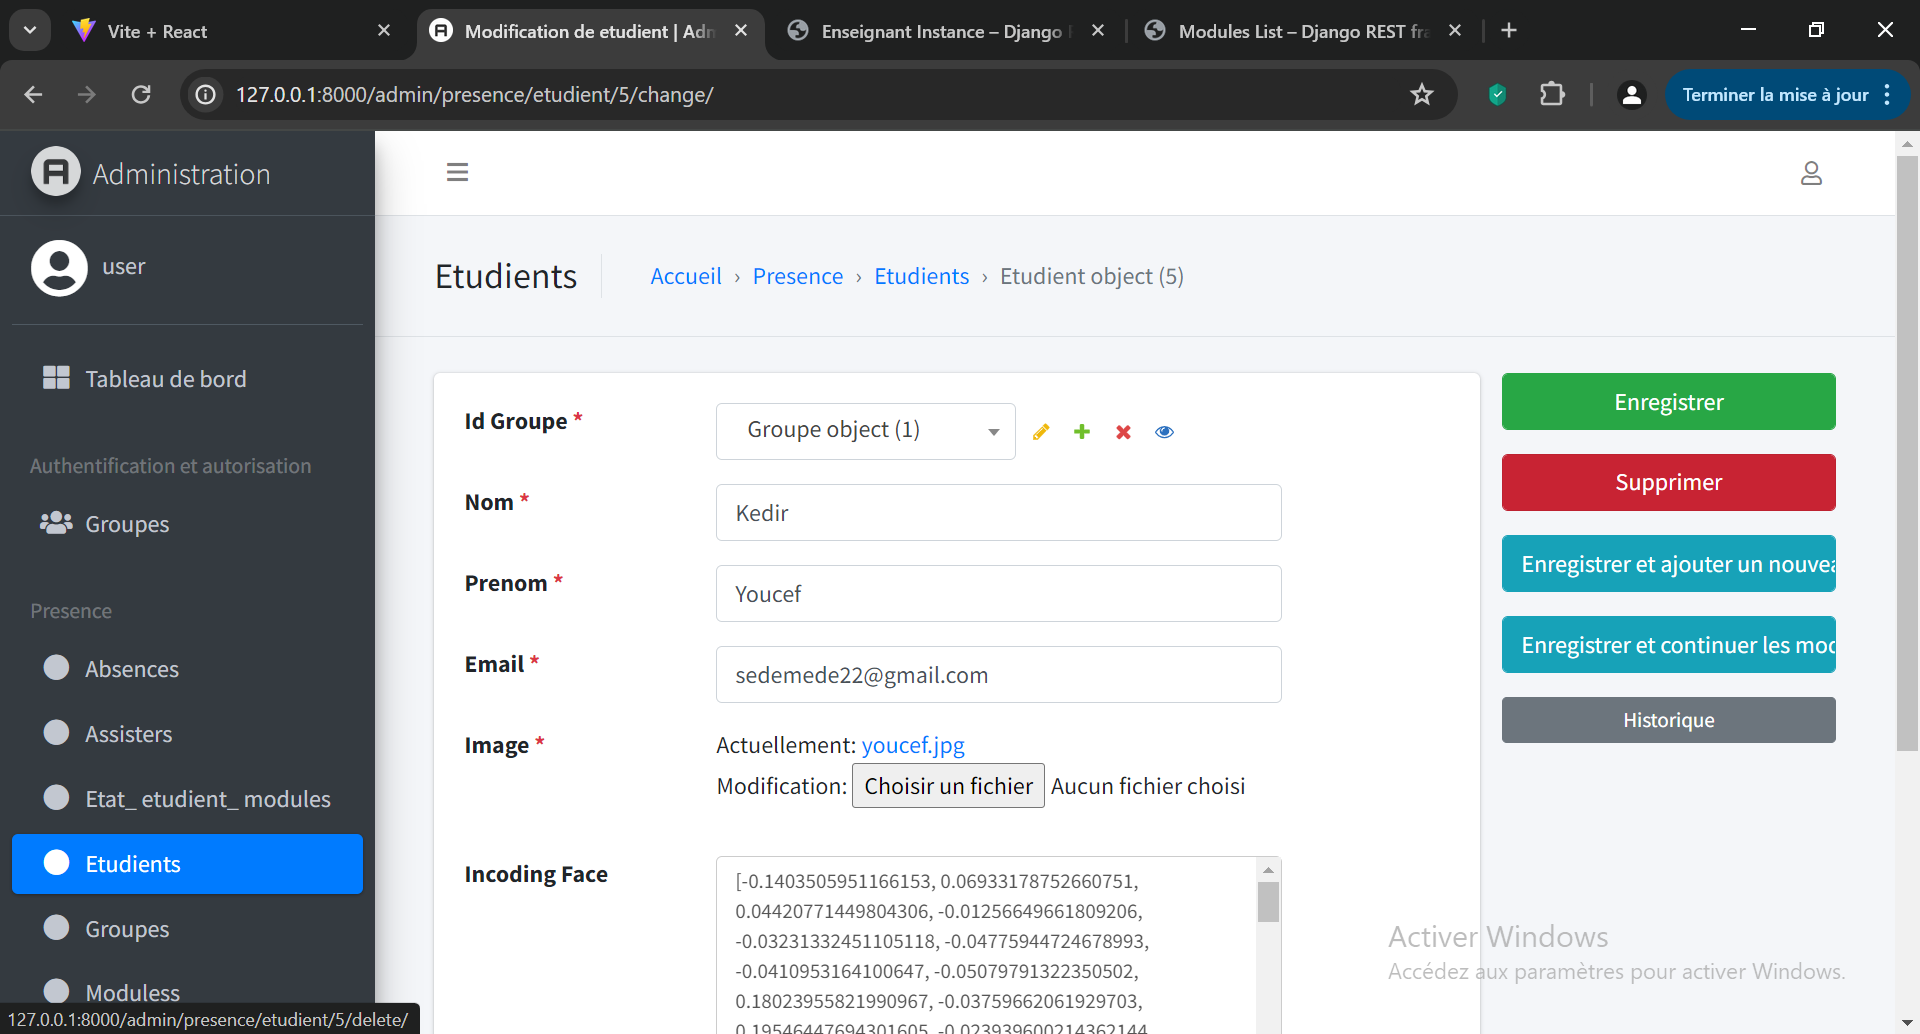 Vite + React
Modification de etudient | Adm
Enseignant Instance – Django R
Modules List – Django REST fra
127.0.0.1:8000/admin/presence/etudient/5/change/
Terminer la mise à jour
Administration
user
Etudients
Accueil › Presence › Etudients › Etudient object (5)
Tableau de bord
Authentification et autorisation
Groupes
Presence
Absences
Assisters
Etat_ etudient_ modules
Etudients
Groupes
Moduless
127.0.0.1:8000/admin/presence/etudient/5/delete/
Id Groupe *
Groupe object (1)
Nom *
Kedir
Prenom *
Youcef
Email *
sedemede22@gmail.com
Image *
Actuellement: youcef.jpg
Modification: Choisir un fichier Aucun fichier choisi
Incoding Face
[-0.1403505951166153, 0.06933178752660751,
0.04420771449804306, -0.01256649661809206,
-0.03231332451105118, -0.04775944724678993,
-0.0410953164100647, -0.05079791322350502,
0.18023955821990967, -0.03759662061929703,
0.19546447694301605, -0.023939600214362144,
Enregistrer
Supprimer
Enregistrer et ajouter un nouvea
Enregistrer et continuer les mod
Historique
Activer Windows
Accédez aux paramètres pour activer Windows.